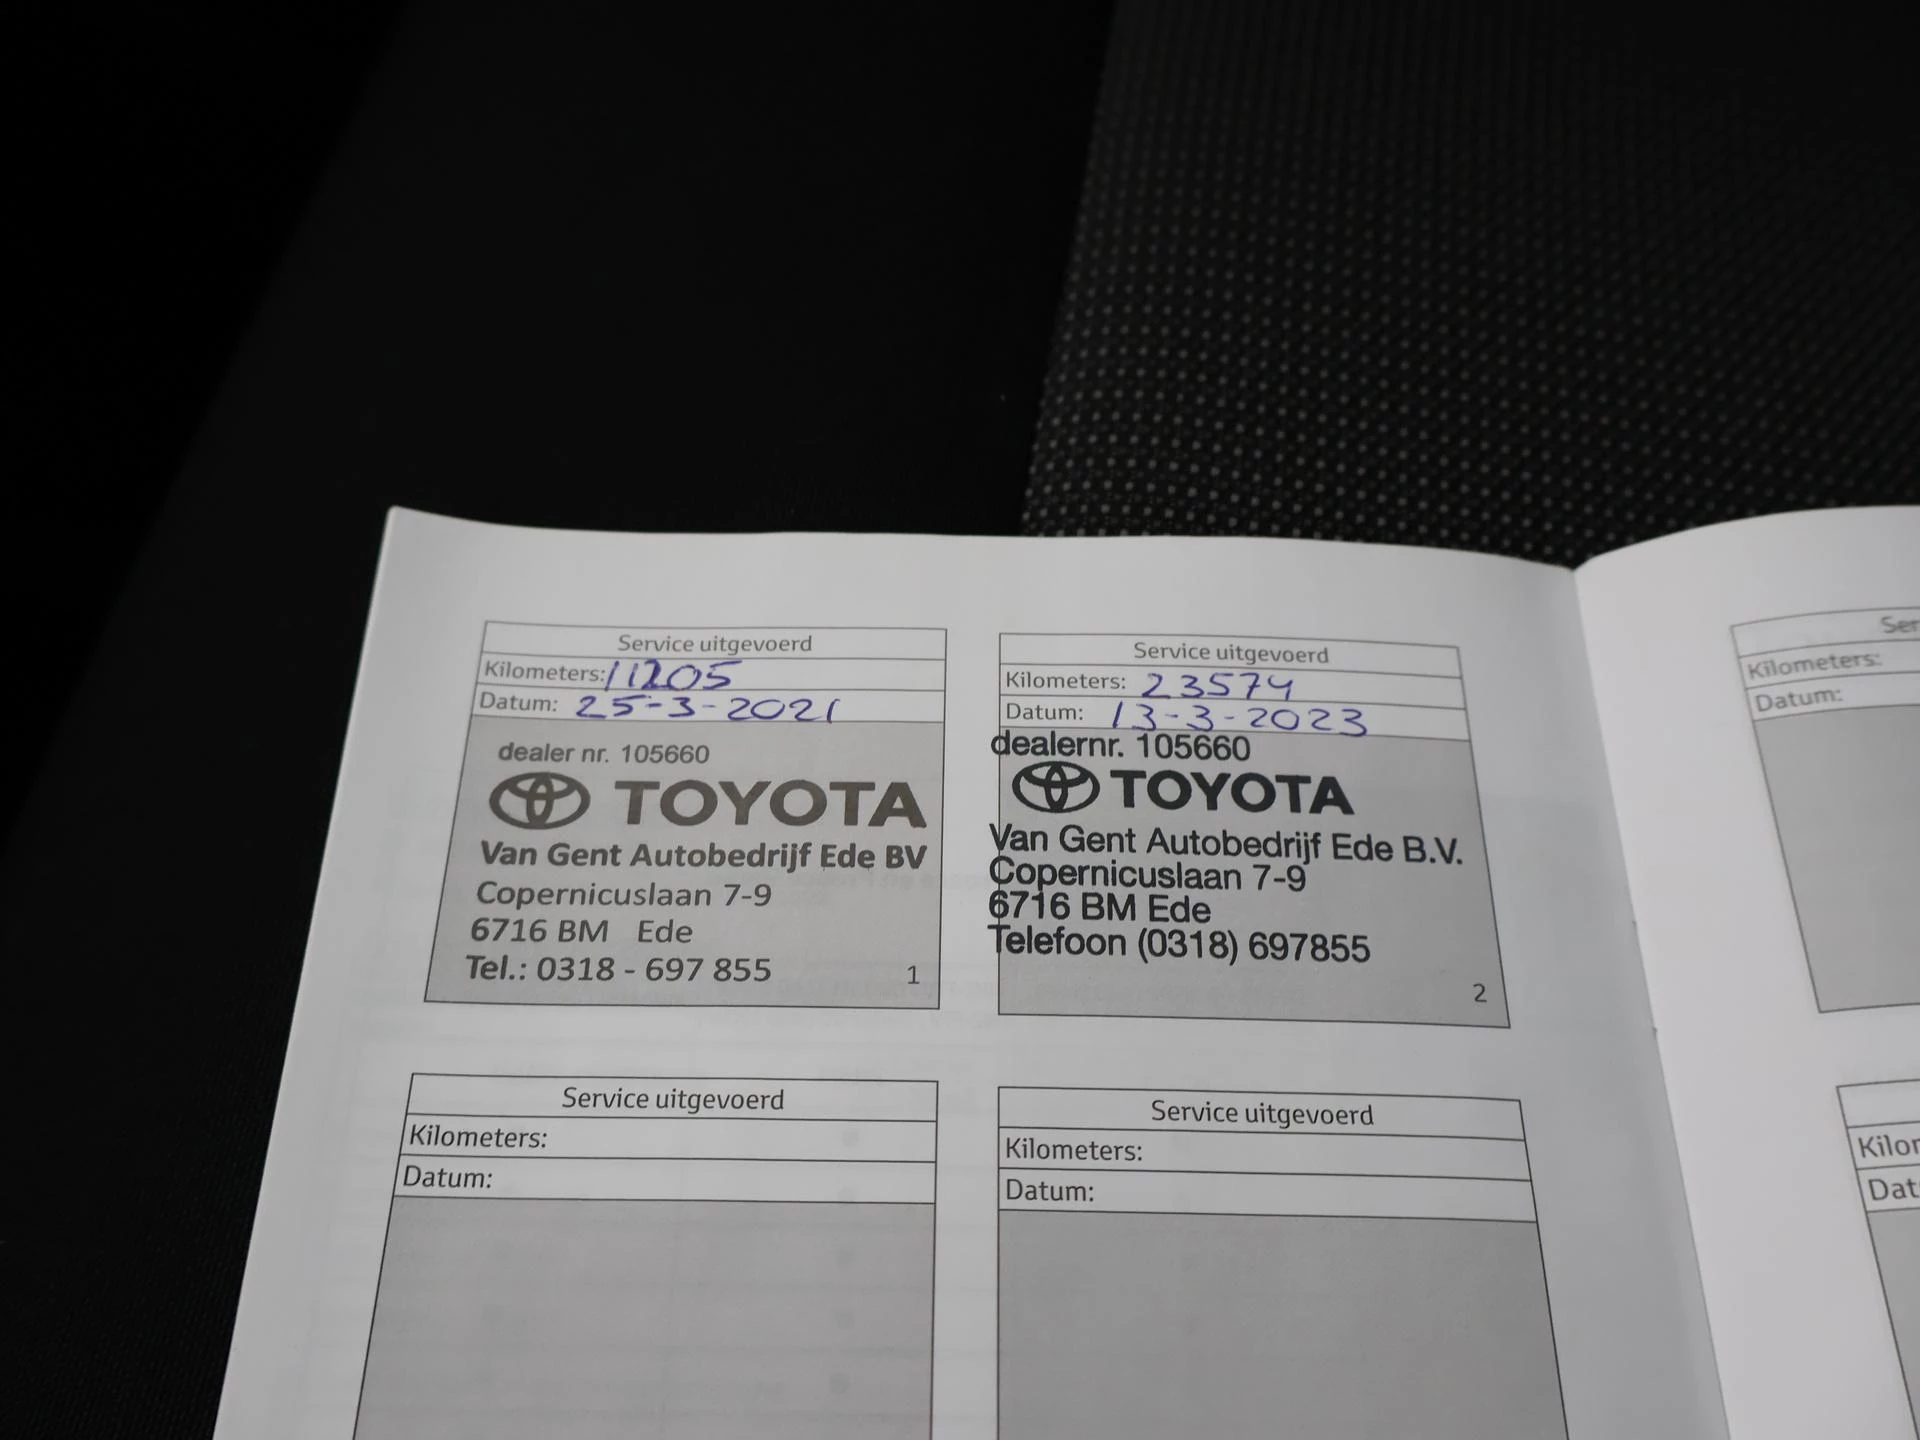 Service uitgevoerd
Kilometers: 11205
Datum: 25-3-2021
dealer nr. 105660
TOYOTA
Van Gent Autobedrijf Ede BV
Copernicuslaan 7-9
6716 BM Ede
Tel.: 0318 - 697 855
1
Service uitgevoerd
Kilometers: 23574
Datum: 13-3-2023
dealernr. 105660
TOYOTA
Van Gent Autobedrijf Ede B.V.
Copernicuslaan 7-9
6716 BM Ede
Telefoon (0318) 697855
2
Service uitgevoerd
Kilometers:
Datum:
Service uitgevoerd
Kilometers:
Datum:
Ser
Kilometers:
Datum:
Kilor
Dat